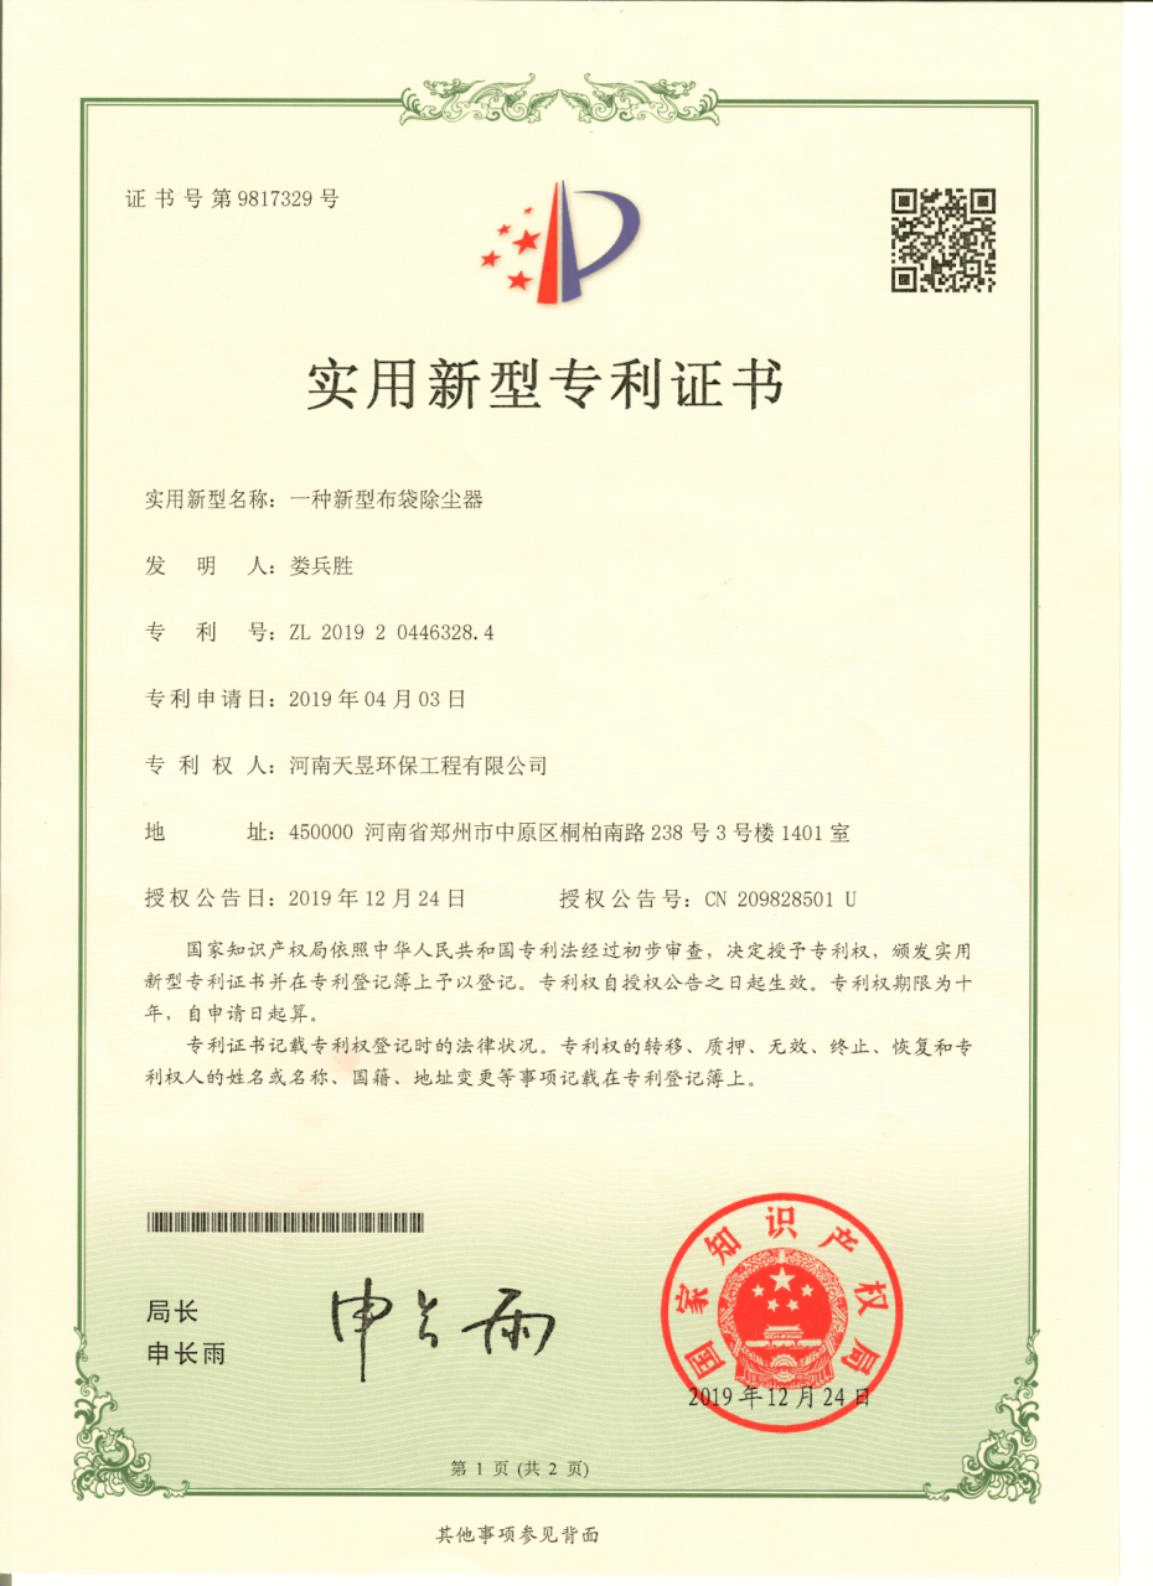 证书号第9817329号
实用新型专利证书
实用新型名称：一种新型布袋除尘器
发明人：娄兵胜
专利号：ZL 2019 2 0446328.4
专利申请日：2019年04月03日
专利权人：河南天昱环保工程有限公司
地址：450000 河南省郑州市中原区桐柏南路238号3号楼1401室
授权公告日：2019年12月24日 授权公告号：CN 209828501 U
国家知识产权局依照中华人民共和国专利法经过初步审查，决定授予专利权，颁发实用
新型专利证书并在专利登记簿上予以登记。专利权自授权公告之日起生效。专利权期限为十
年，自申请日起算。
专利证书记载专利权登记时的法律状况。专利权的转移、质押、无效、终止、恢复和专
利权人的姓名或名称、国籍、地址变更等事项记载在专利登记簿上。
局长
申长雨
申长雨
国家知识产权局
2019年12月24日
第 1 页 (共 2 页)
其他事项参见背面